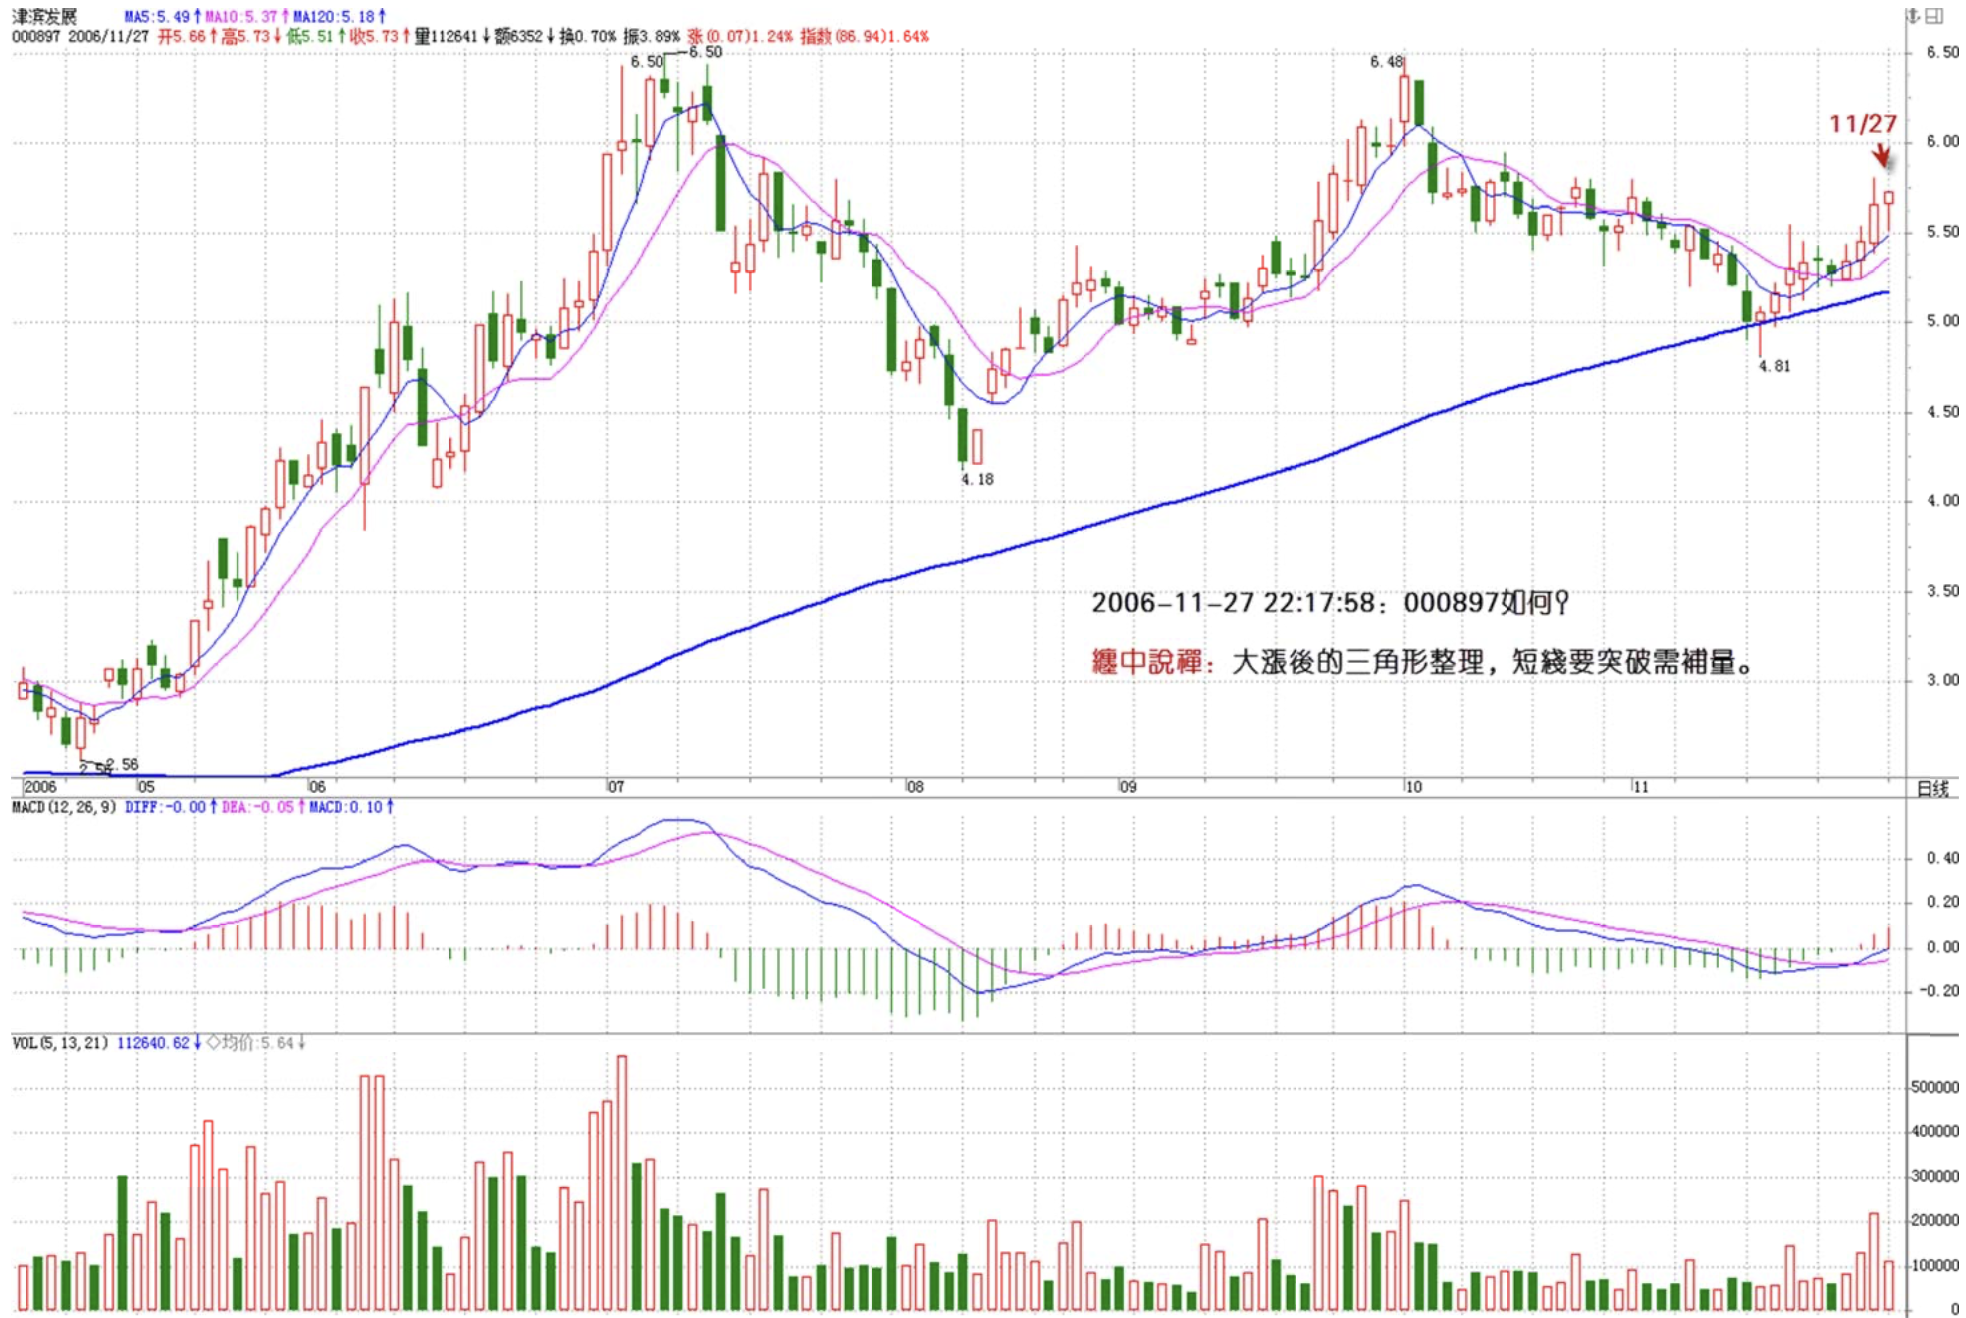 津滨发展 MA5:5.49↑MA10:5.37↑MA120:5.18↑
000897 2006/11/27 开5.66↑高5.73↓低5.51↑收5.73↑量112641↓额6352↓换0.70% 振3.89% 涨(0.07)1.24% 指数(86.94)1.64%
6.50 6.50 6.48 6.50
11/27
6.00
5.50
5.00
4.81
4.50
4.18
4.00
3.50
2006-11-27 22:17:58：000897如何？
纏中說禪：大漲後的三角形整理，短綫要突破需補量。
3.00
2.56 2.56
2006 05 06 07 08 09 10 11 日线
MACD(12,26,9) DIFF:-0.00↑DEA:-0.05↑MACD:0.10↑
0.40
0.20
0.00
-0.20
VOL(5,13,21) 112640.62↓◇均价:5.64↓
500000
400000
300000
200000
100000
0